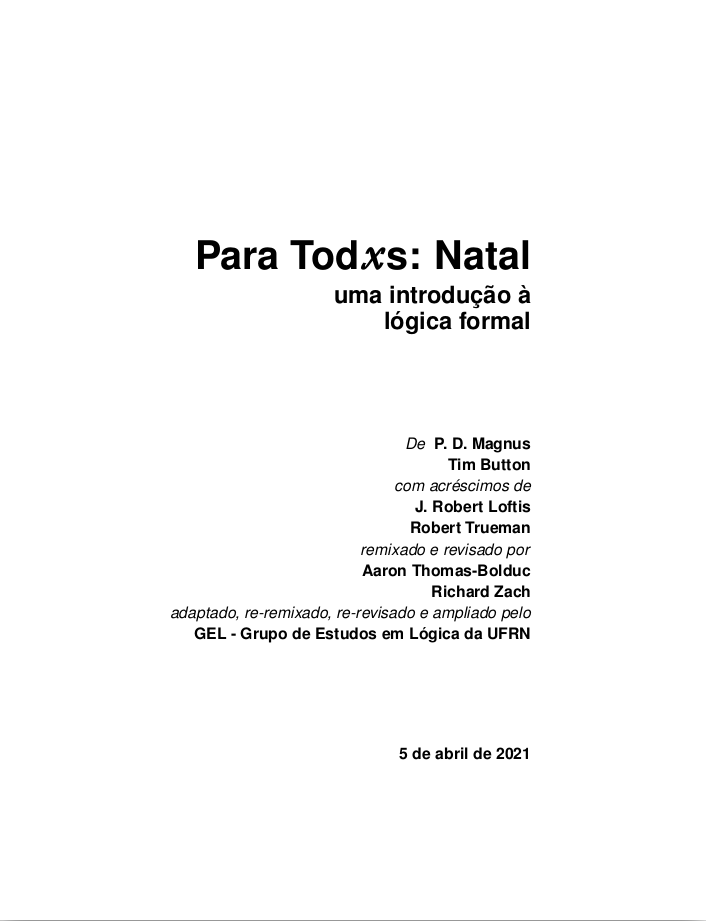 Para Todxs: Natal
uma introdução à
lógica formal
De P. D. Magnus
Tim Button
com acréscimos de
J. Robert Loftis
Robert Trueman
remixado e revisado por
Aaron Thomas-Bolduc
Richard Zach
adaptado, re-remixado, re-revisado e ampliado pelo
GEL - Grupo de Estudos em Lógica da UFRN
5 de abril de 2021